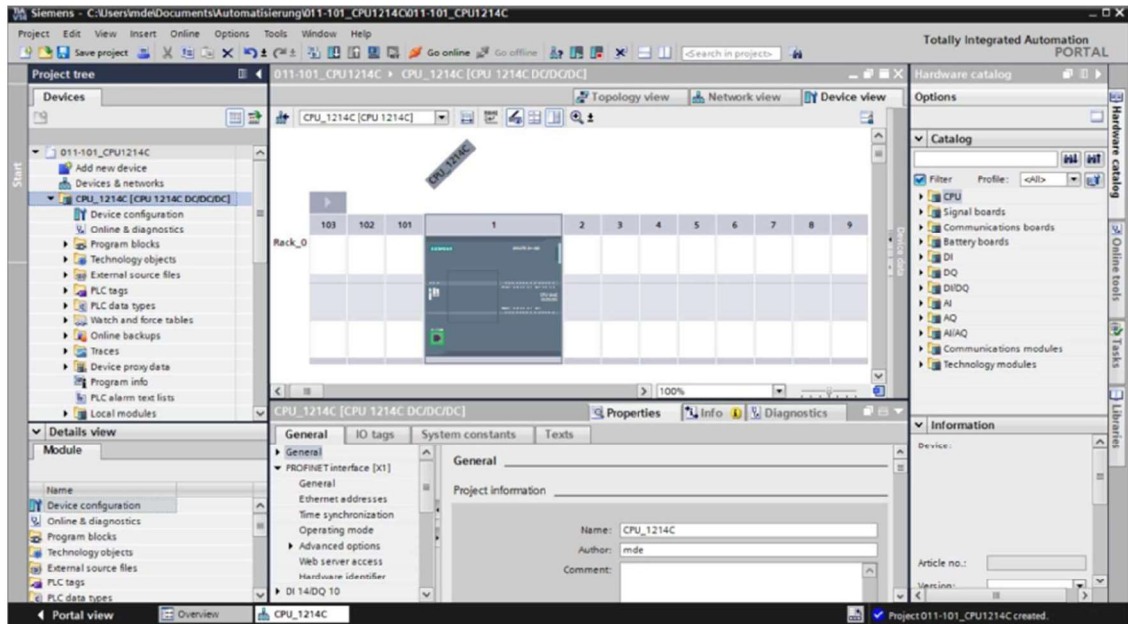 Siemens - C:\Users\mde\Documents\Automatisierung\011-101_CPU1214C\011-101_CPU1214C
Project Edit View Insert Online Options Tools Window Help
Totally Integrated Automation
PORTAL
Save project
Go online
Go offline
<Search in project>
Start
Project tree
Devices
011-101_CPU1214C
Add new device
Devices & networks
CPU_1214C [CPU 1214C DC/DC/DC]
Device configuration
Online & diagnostics
Program blocks
Technology objects
External source files
PLC tags
PLC data types
Watch and force tables
Online backups
Traces
Device proxy data
Program info
PLC alarm text lists
Local modules
Details view
Module
Name
Device configuration
Online & diagnostics
Program blocks
Technology objects
External source files
PLC tags
PLC data types
011-101_CPU1214C CPU_1214C [CPU 1214C DC/DC/DC]
Topology view Network view Device view
CPU_1214C [CPU 1214C]
CPU_1214C
103 102 101 1 2 3 4 5 6 7 8 9
Rack_0
SIEMENS
Device data
100%
CPU_1214C [CPU 1214C DC/DC/DC]
Properties Info Diagnostics
General IO tags System constants Texts
General
PROFINET interface [X1]
General
Ethernet addresses
Time synchronization
Operating mode
Advanced options
Web server access
Hardware identifier
DI 14/DQ 10
General
Project information
Name: CPU_1214C
Author: mde
Comment:
Hardware catalog
Options
Catalog
Filter Profile: <All>
CPU
Signal boards
Communications boards
Battery boards
DI
DQ
DI/DQ
AI
AQ
AI/AQ
Communications modules
Technology modules
Information
Device:
Article no.:
Version:
Hardware catalog
Online tools
Tasks
Libraries
Portal view Overview CPU_1214C
Project 011-101_CPU1214C created.